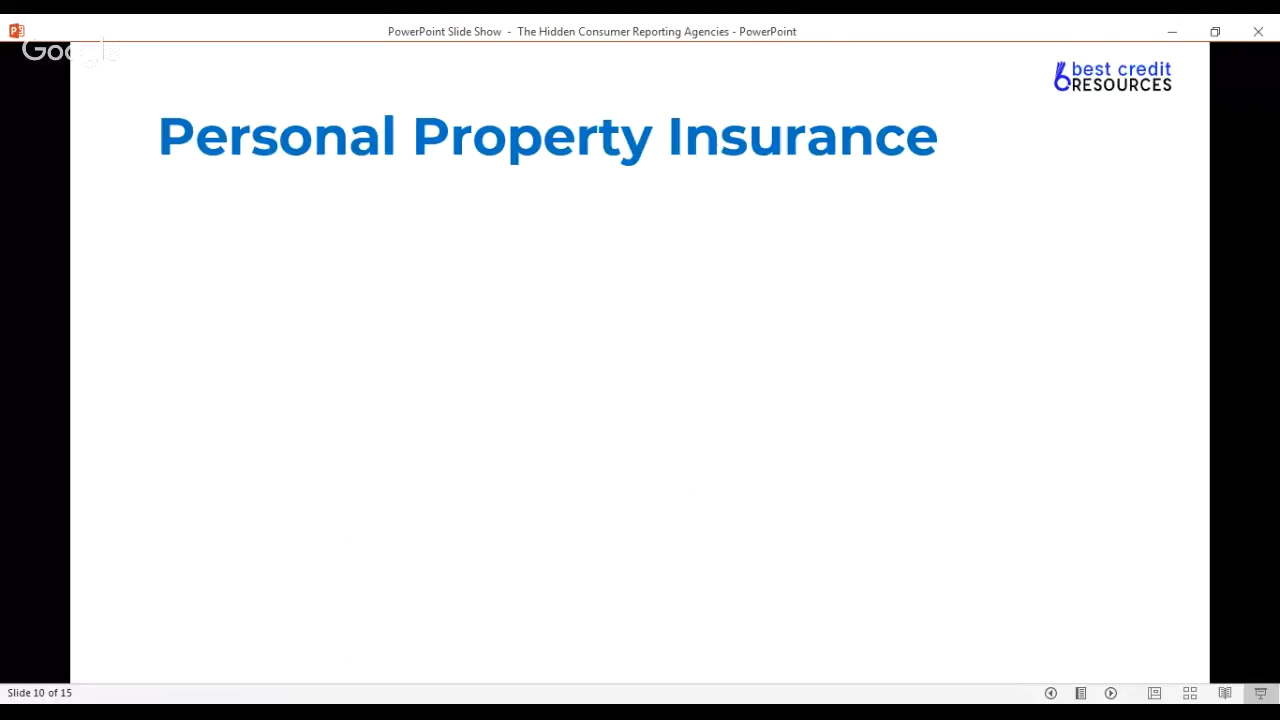 PowerPoint Slide Show - The Hidden Consumer Reporting Agencies - PowerPoint
Google
best credit
RESOURCES
Personal Property Insurance
Slide 10 of 15